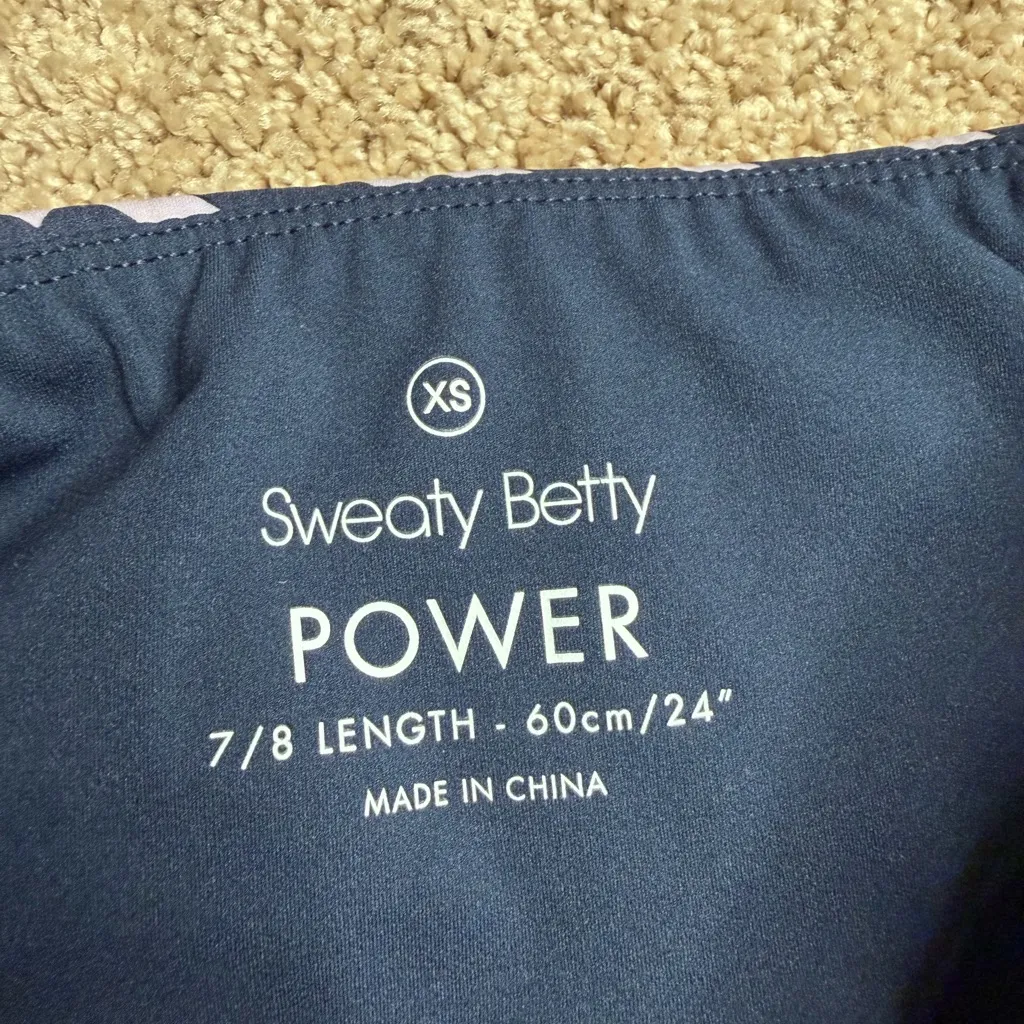 XS
Sweaty Betty
POWER
7/8 LENGTH - 60cm/24"
MADE IN CHINA